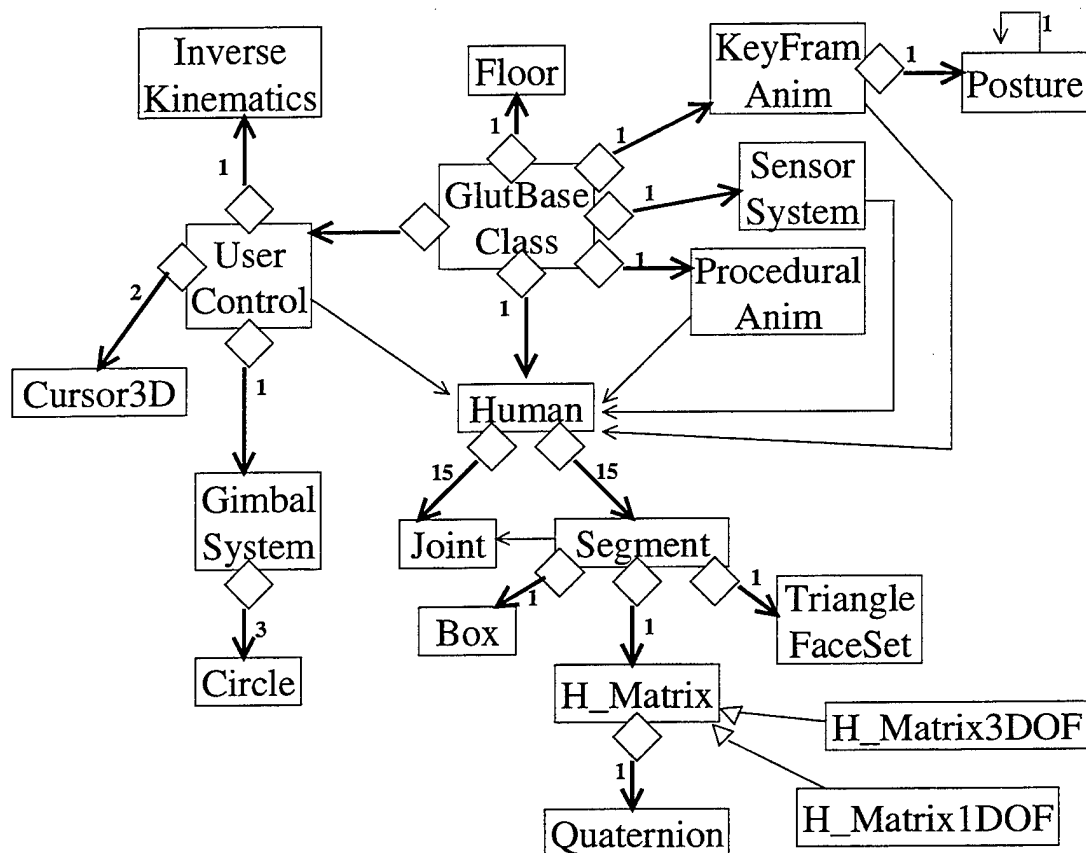 Inverse
Kinematics
Floor
KeyFram
Anim
1
1
Posture
1
1
1
GlutBase
Class
1
Sensor
System
User
Control
1
Procedural
Anim
2
1
Cursor3D
1
Human
15
15
Gimbal
System
Joint
Segment
1
1
Box
1
Triangle
FaceSet
3
Circle
H_Matrix
H_Matrix3DOF
1
H_Matrix1DOF
Quaternion